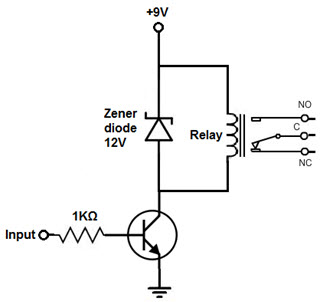 +9V
Zener
diode
12V
Relay
NO
C
NC
1KΩ
Input